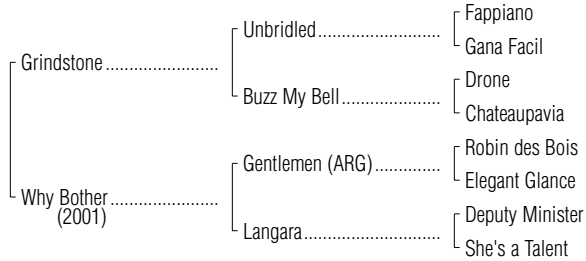 Fappiano
Unbridled
Gana Facil
Grindstone
Drone
Buzz My Bell
Chateaupavia
Robin des Bois
Gentlemen (ARG)
Elegant Glance
Why Bother
(2001)
Deputy Minister
Langara
She's a Talent